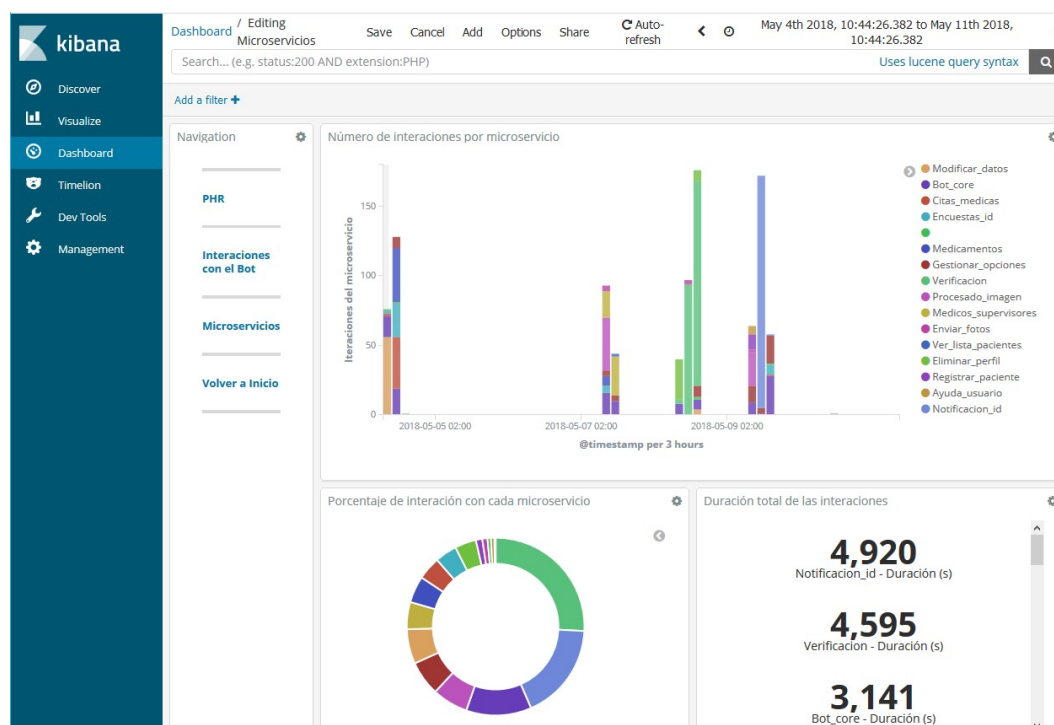 kibana
Discover
Visualize
Dashboard
Timelion
Dev Tools
Management
Dashboard / Editing Microservicios
Save Cancel Add Options Share
Auto-refresh
May 4th 2018, 10:44:26.382 to May 11th 2018, 10:44:26.382
Search... (e.g. status:200 AND extension:PHP)
Uses lucene query syntax
Add a filter +
Navigation
PHR
Interaciones
con el Bot
Microservicios
Volver a Inicio
Número de interaciones por microservicio
Iteraciones del microservicio
150
100
50
0
2018-05-05 02:00
2018-05-07 02:00
2018-05-09 02:00
@timestamp per 3 hours
Modificar_datos
Bot_core
Citas_medicas
Encuestas_id
Medicamentos
Gestionar_opciones
Verificacion
Procesado_imagen
Medicos_supervisores
Enviar_fotos
Ver_lista_pacientes
Eliminar_perfil
Registrar_paciente
Ayuda_usuario
Notificacion_id
Porcentaje de interación con cada microservicio
Duración total de las interaciones
4,920
Notificacion_id - Duración (s)
4,595
Verificacion - Duración (s)
3,141
Bot_core - Duración (s)